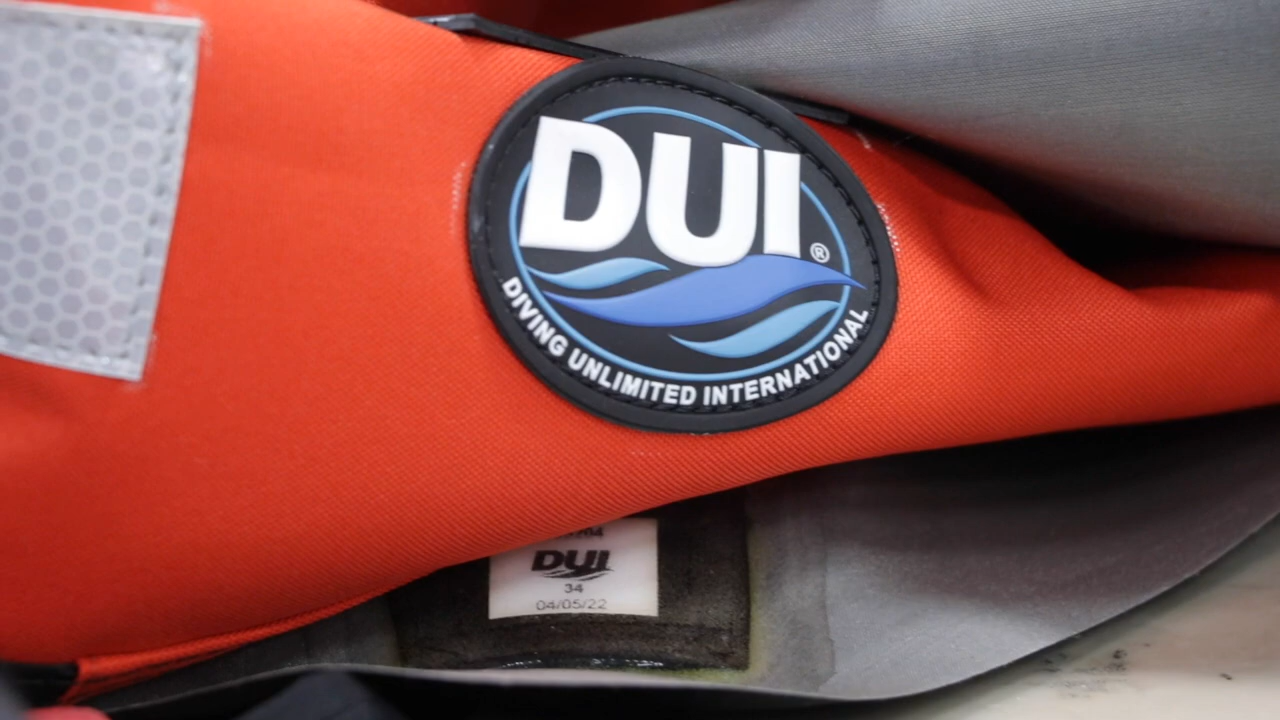 DUI®
DIVING UNLIMITED INTERNATIONAL
DUI
34
04/05/22